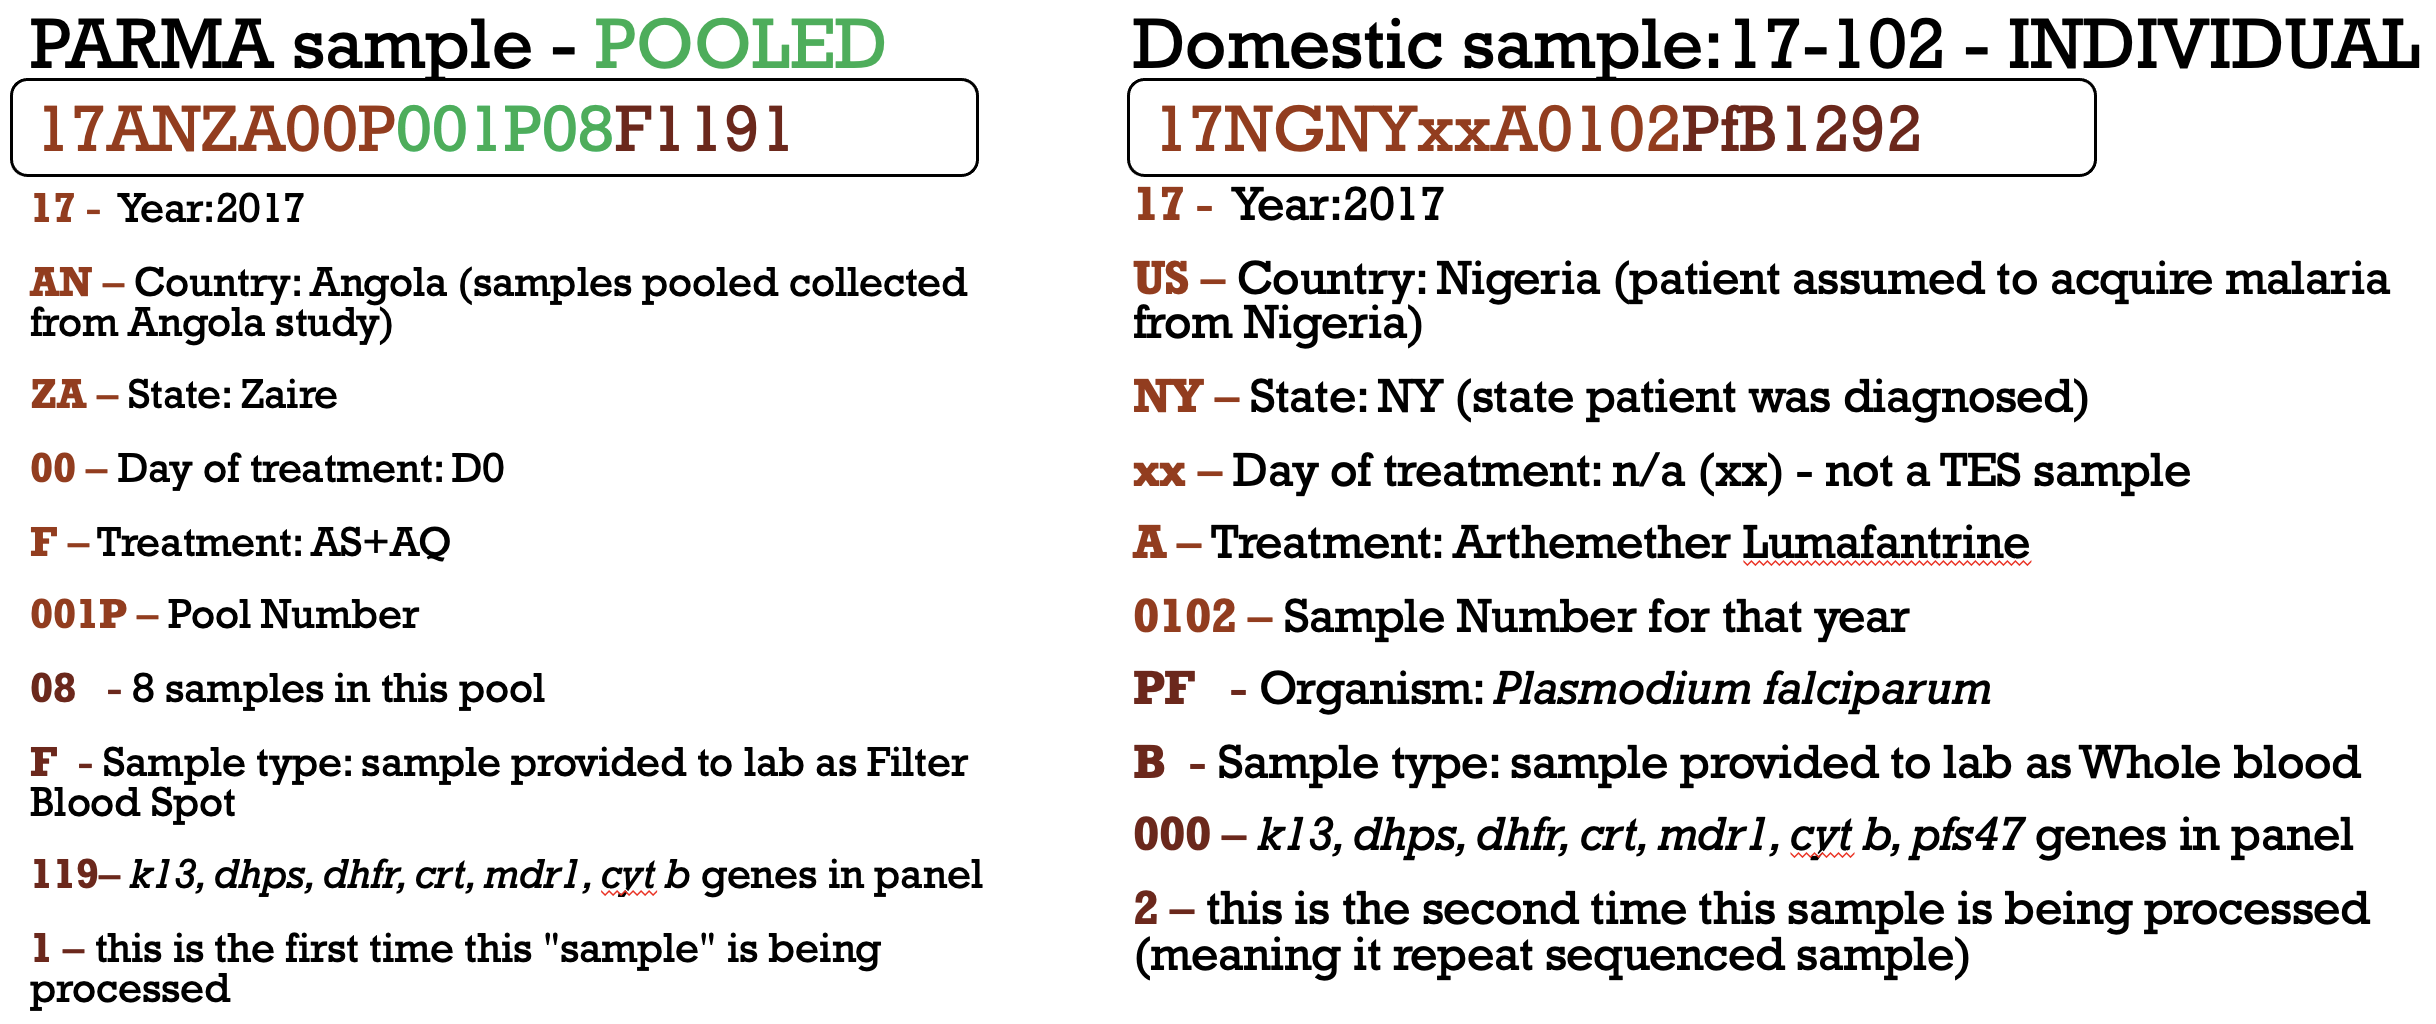 PARMA sample - POOLED
17ANZA00P001P08F1191
17 - Year:2017
AN – Country: Angola (samples pooled collected
from Angola study)
ZA – State: Zaire
00 – Day of treatment: D0
F – Treatment: AS+AQ
001P – Pool Number
08 - 8 samples in this pool
F - Sample type: sample provided to lab as Filter
Blood Spot
119– k13, dhps, dhfr, crt, mdr1, cyt b genes in panel
1 – this is the first time this "sample" is being
processed
Domestic sample:17-102 - INDIVIDUAL
17NGNYxxA0102PfB1292
17 - Year:2017
US – Country: Nigeria (patient assumed to acquire malaria
from Nigeria)
NY – State: NY (state patient was diagnosed)
xx – Day of treatment: n/a (xx) - not a TES sample
A – Treatment: Arthemether Lumafantrine
0102 – Sample Number for that year
PF - Organism: Plasmodium falciparum
B - Sample type: sample provided to lab as Whole blood
000 – k13, dhps, dhfr, crt, mdr1, cyt b, pfs47 genes in panel
2 – this is the second time this sample is being processed
(meaning it repeat sequenced sample)